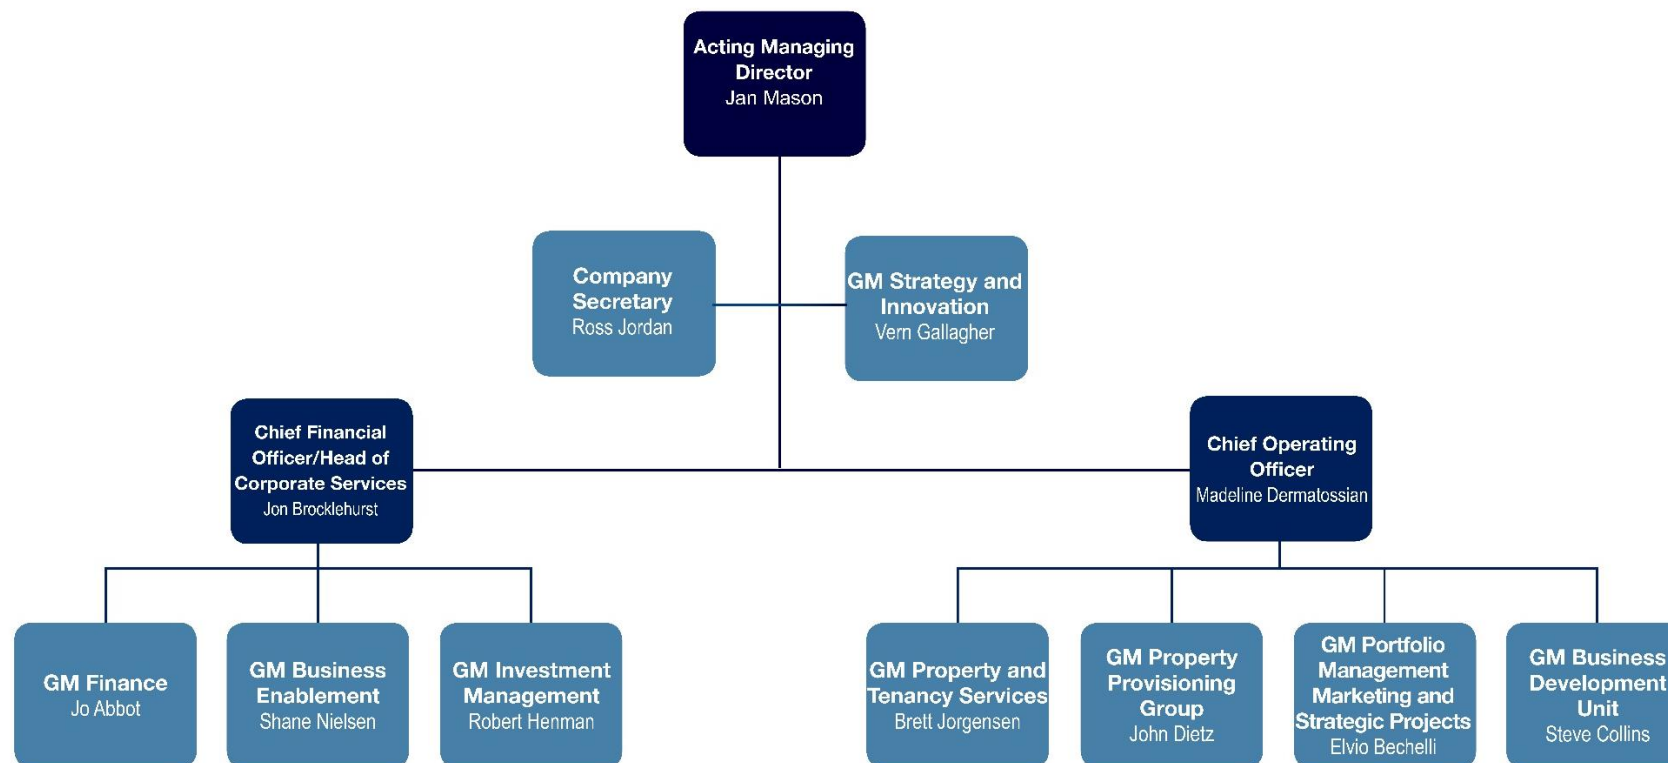 Acting Managing
Director
Jan Mason
Company
Secretary
Ross Jordan
GM Strategy and
Innovation
Vern Gallagher
Chief Financial
Officer/Head of
Corporate Services
Jon Brocklehurst
Chief Operating
Officer
Madeline Dermatossian
GM Finance
Jo Abbot
GM Business
Enablement
Shane Nielsen
GM Investment
Management
Robert Henman
GM Property and
Tenancy Services
Brett Jorgensen
GM Property
Provisioning
Group
John Dietz
GM Portfolio
Management
Marketing and
Strategic Projects
Elvio Bechelli
GM Business
Development
Unit
Steve Collins